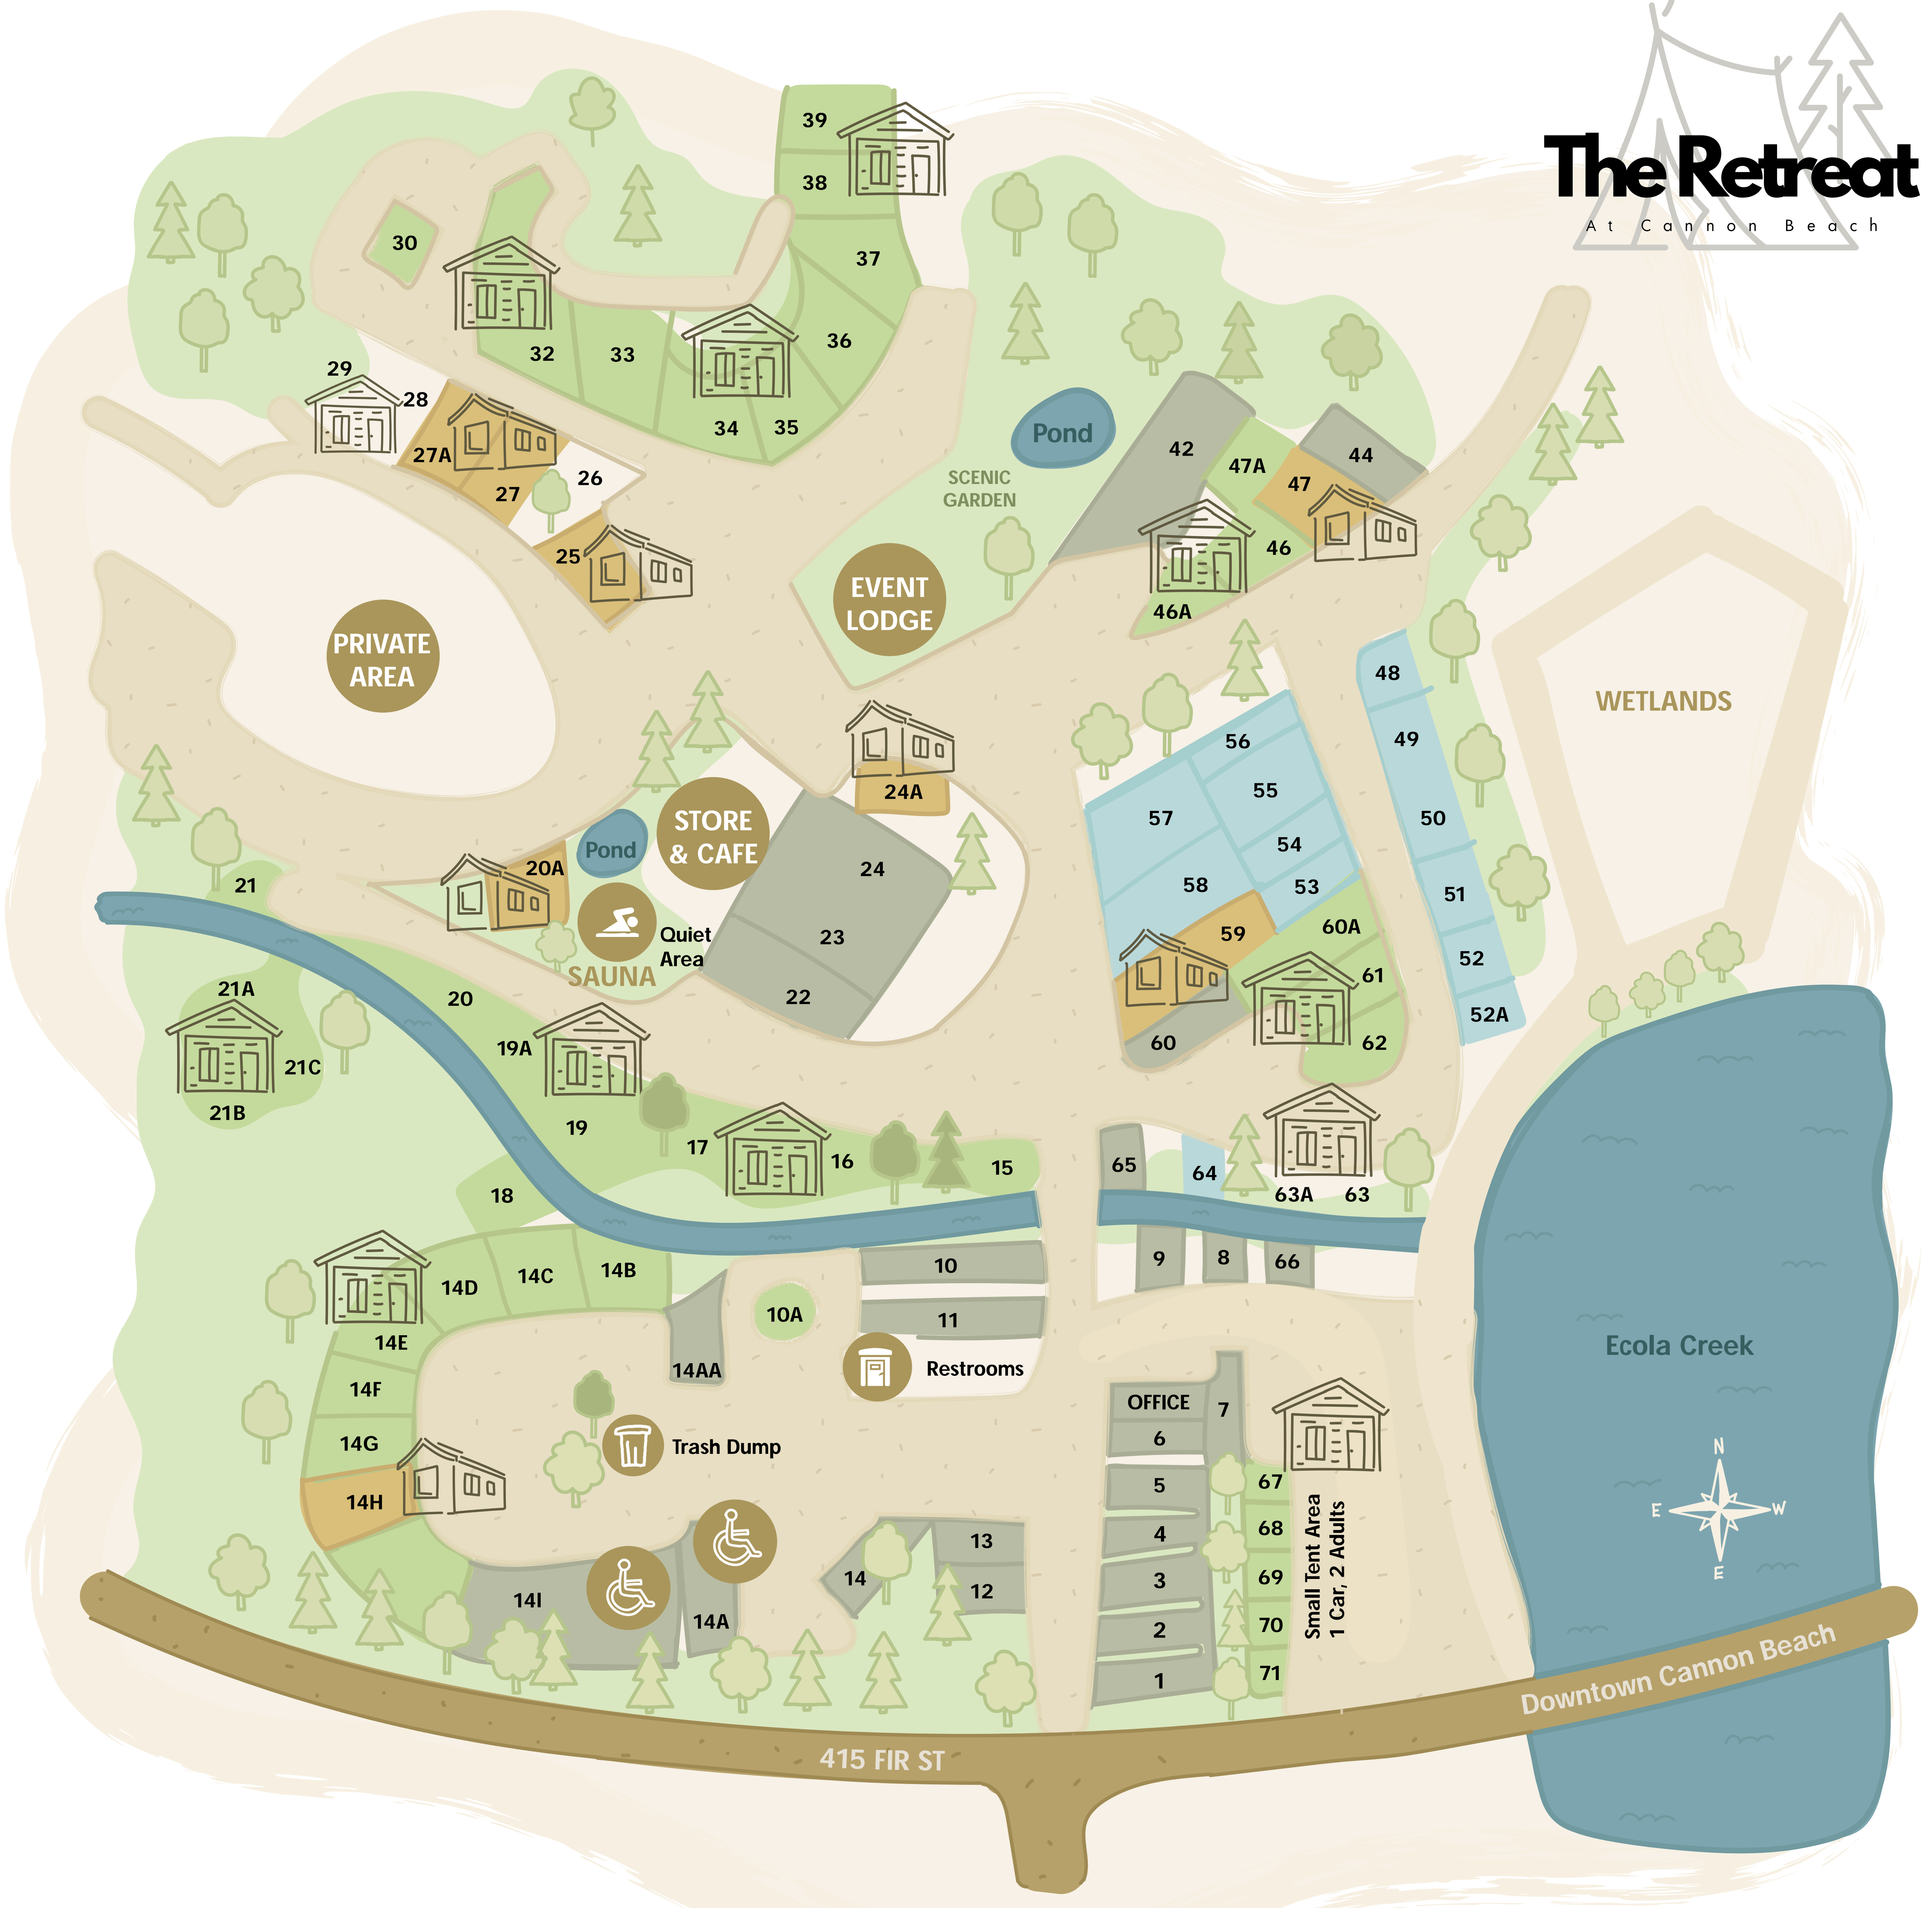 The Retreat
At Cannon Beach
39
38
37
36
30
32
33
34
35
29
28
27A
27
26
25
Pond
SCENIC
GARDEN
42
47A
47
44
46
46A
EVENT
LODGE
PRIVATE
AREA
WETLANDS
48
49
50
51
52
52A
56
55
57
54
58
53
59
60A
61
60
62
24A
STORE
& CAFE
24
23
22
Pond
20A
Quiet
Area
SAUNA
21
21A
21C
21B
20
19A
19
17
16
15
18
65
64
63A
63
9
8
66
10
11
10A
Restrooms
14D
14C
14B
14E
14AA
14F
14G
14H
Trash Dump
14I
14A
14
13
12
OFFICE
7
6
5
4
3
2
1
67
68
69
70
71
Small Tent Area
1 Car, 2 Adults
Ecola Creek
N
E
W
E
Downtown Cannon Beach
415 FIR ST